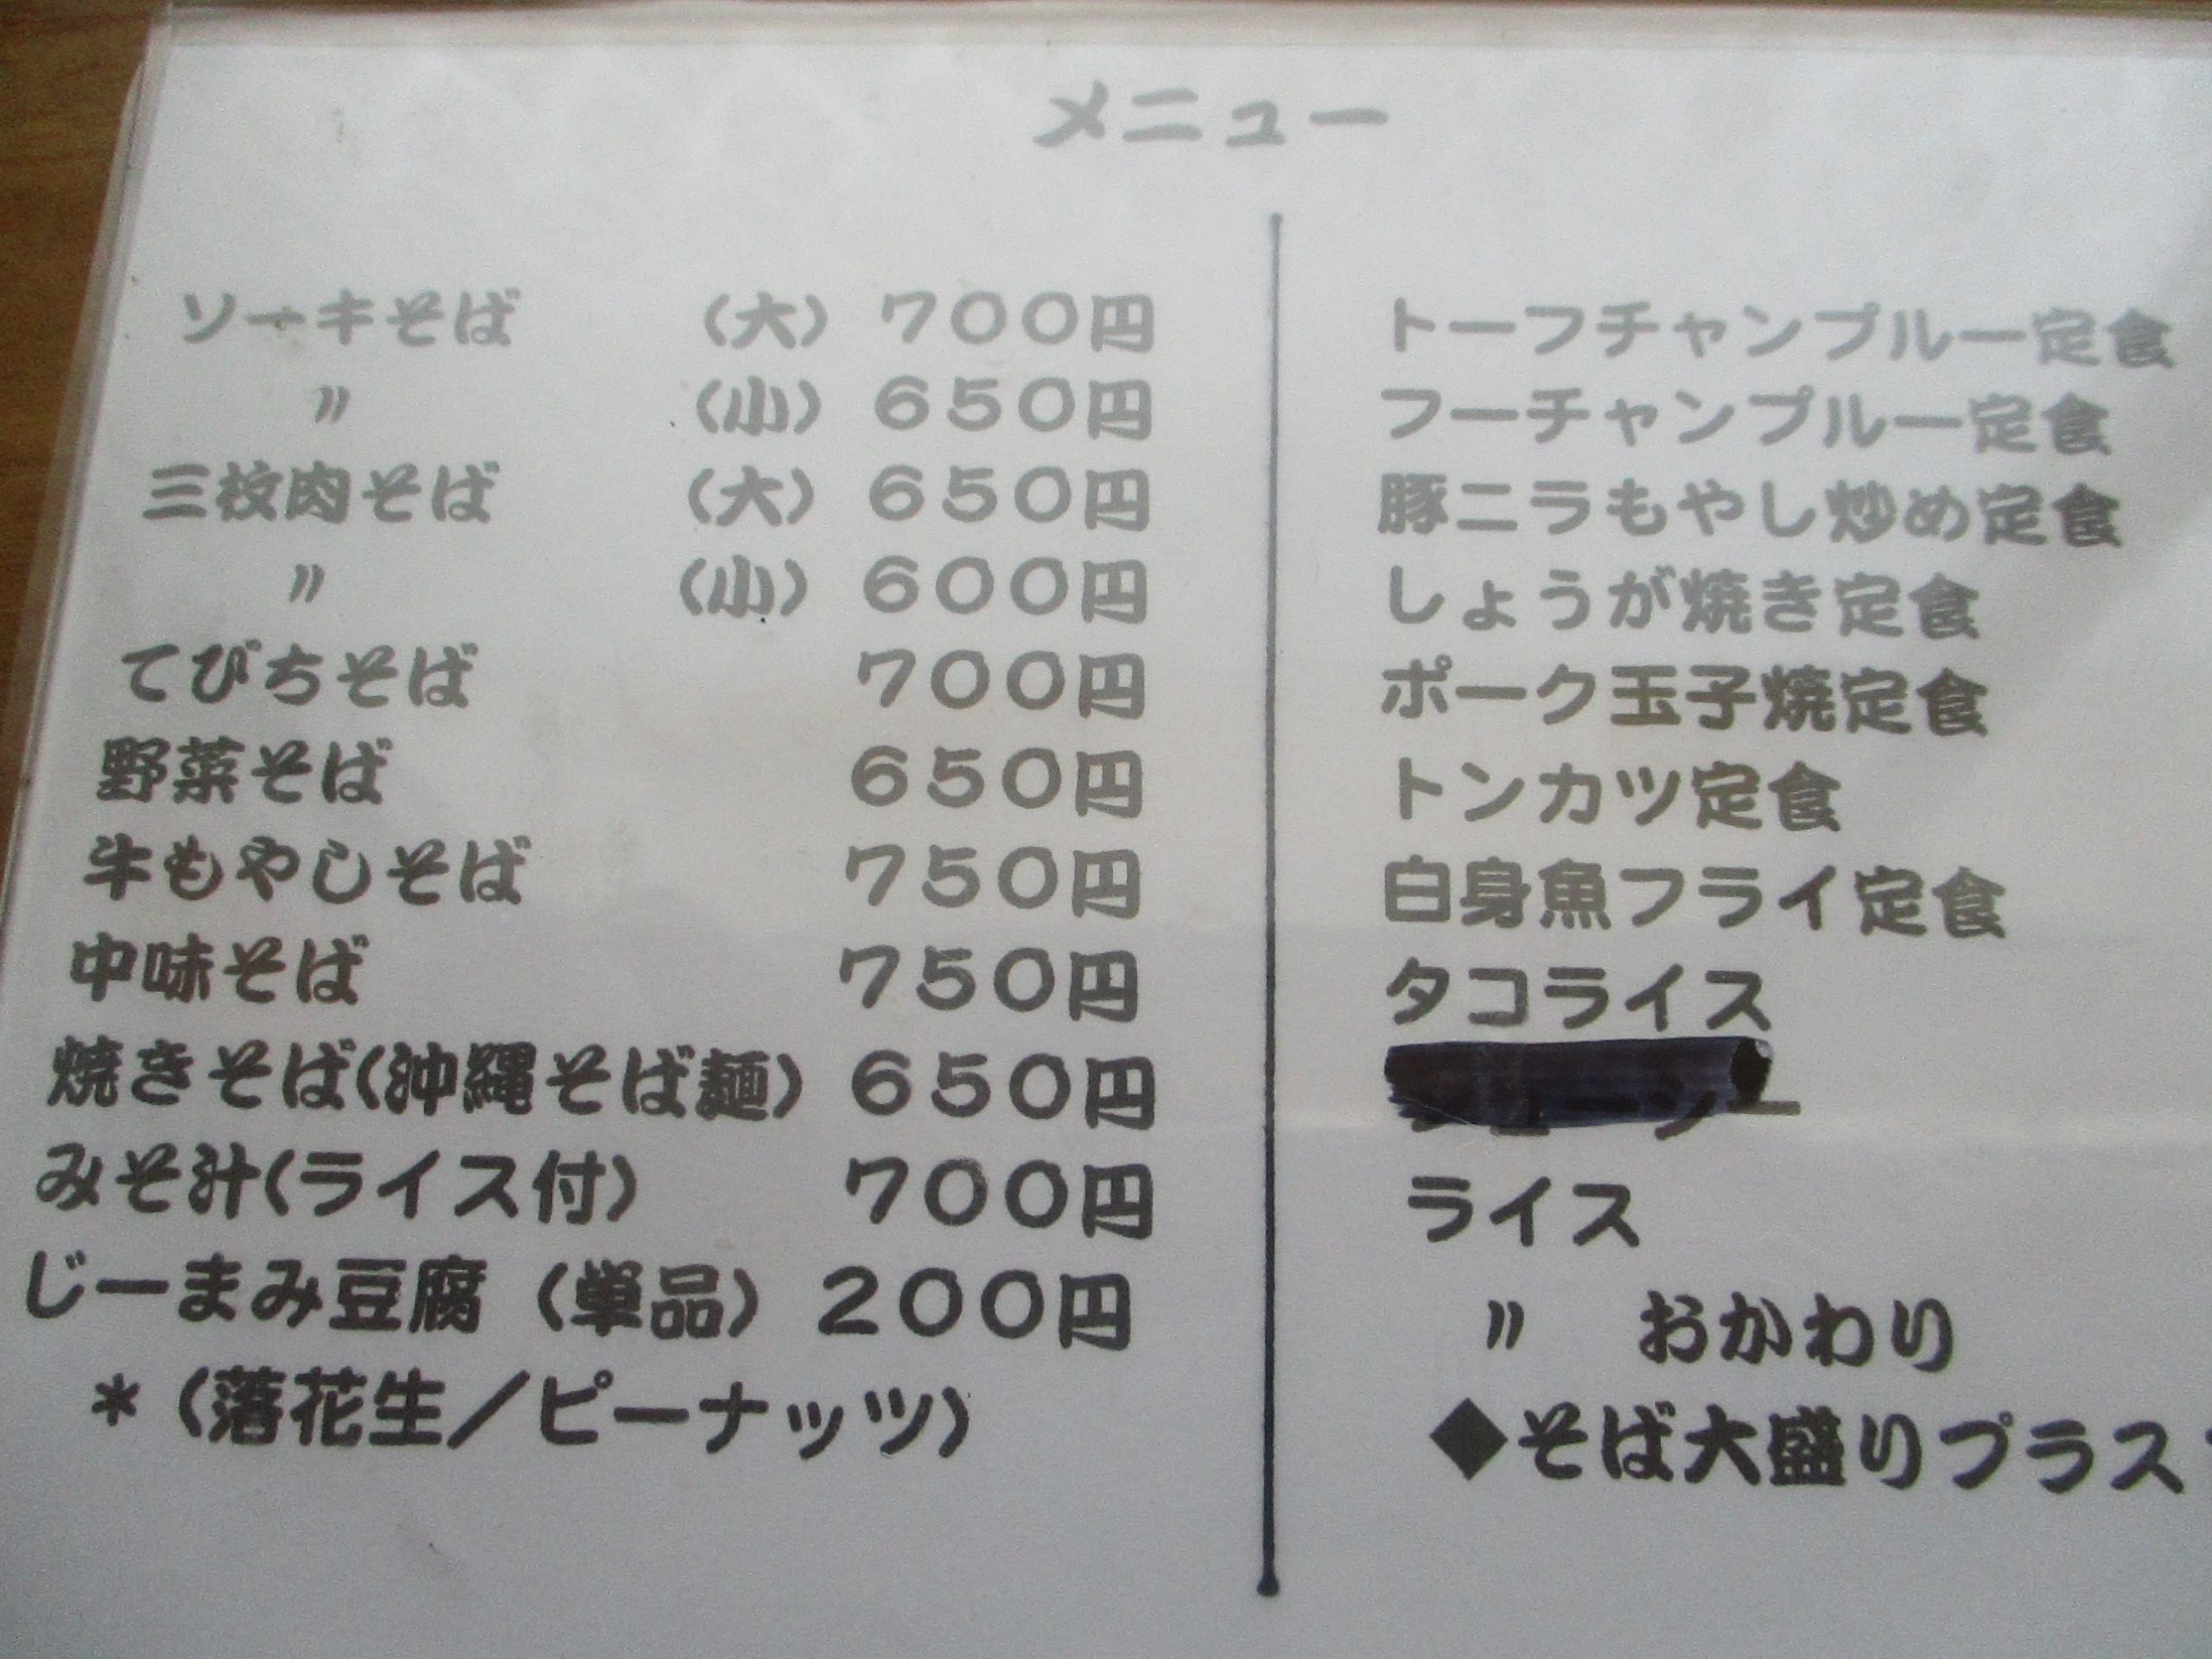 メニュー
ソーキそば （大） ７００円
〃 （小） ６５０円
三枚肉そば （大） ６５０円
〃 （小） ６００円
てびちそば ７００円
野菜そば ６５０円
牛もやしそば ７５０円
中味そば ７５０円
焼きそば（沖縄そば麺） ６５０円
みそ汁（ライス付） ７００円
じーまみ豆腐 （単品） ２００円
＊（落花生／ピーナッツ）
トーフチャンプルー定食
フーチャンプルー定食
豚ニラもやし炒め定食
しょうが焼き定食
ポーク玉子焼定食
トンカツ定食
白身魚フライ定食
タコライス
ライス
〃 おかわり
◆そば大盛りプラス